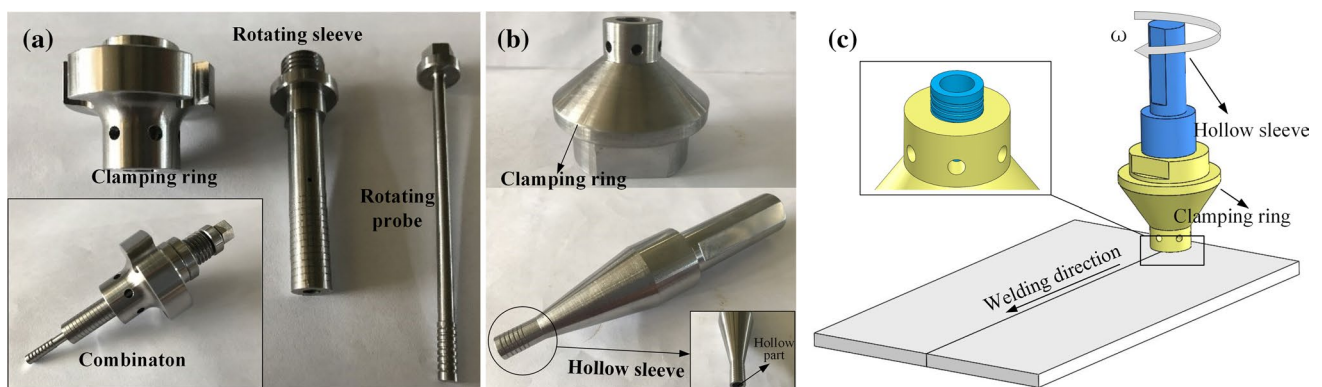 (a)
Rotating sleeve
Clamping ring
Rotating
probe
Combinaton
(b)
Clamping ring
Hollow sleeve
Hollow
part
(c)
ω
Hollow sleeve
Clamping ring
Welding direction